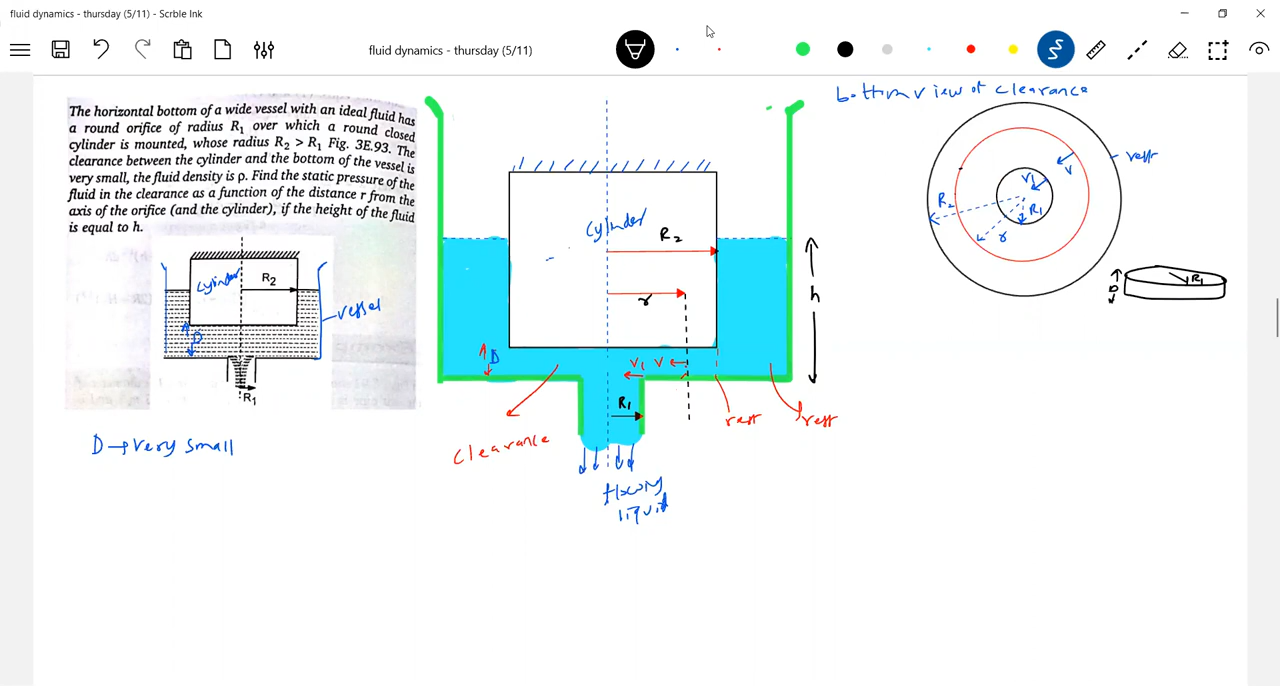 fluid dynamics - thursday (5/11) - Scrble Ink
fluid dynamics - thursday (5/11)
The horizontal bottom of a wide vessel with an ideal fluid has
a round orifice of radius R₁ over which a round closed
cylinder is mounted, whose radius R₂ > R₁ Fig. 3E.93. The
clearance between the cylinder and the bottom of the vessel is
very small, the fluid density is ρ. Find the static pressure of the
fluid in the clearance as a function of the distance r from the
axis of the orifice (and the cylinder), if the height of the fluid
is equal to h.
cylinder
R₂
vessel
D
R₁
D → very small
cylinder
R₂
r
h
D
V₁ V
R₁
clearance
rest
rest
flowing
liquid
bottom view of clearance
rest
V
V₁
R₂
R₁
r
D
R₁